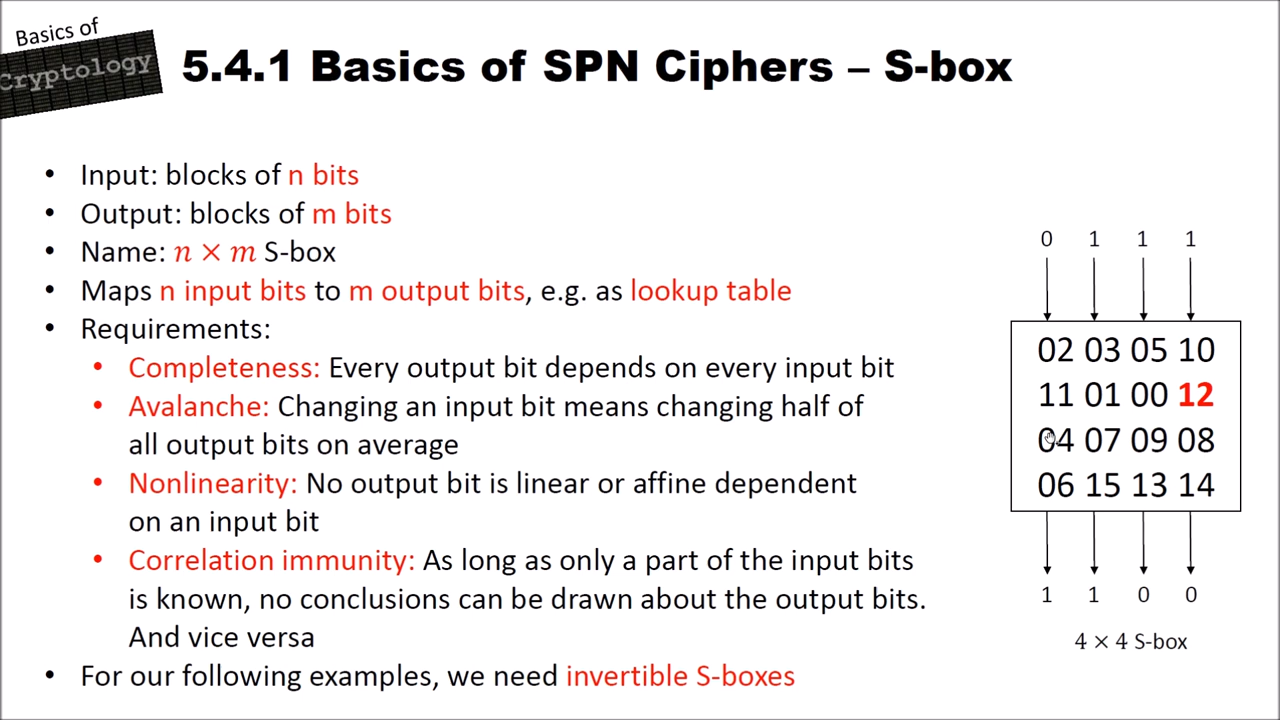 Basics of
Cryptology
5.4.1 Basics of SPN Ciphers – S-box
• Input: blocks of n bits
• Output: blocks of m bits
• Name: n × m S-box
• Maps n input bits to m output bits, e.g. as lookup table
• Requirements:
• Completeness: Every output bit depends on every input bit
• Avalanche: Changing an input bit means changing half of
all output bits on average
• Nonlinearity: No output bit is linear or affine dependent
on an input bit
• Correlation immunity: As long as only a part of the input bits
is known, no conclusions can be drawn about the output bits.
And vice versa
• For our following examples, we need invertible S-boxes
0 1 1 1
02 03 05 10
11 01 00 12
04 07 09 08
06 15 13 14
1 1 0 0
4 × 4 S-box